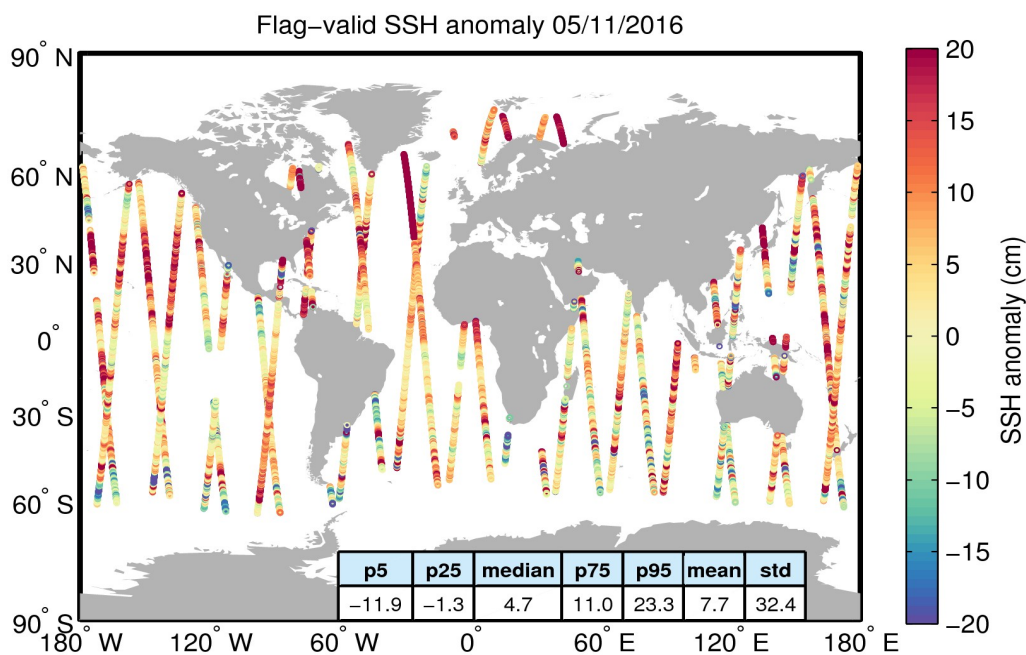 Flag−valid SSH anomaly 05/11/2016
90° N
60° N
30° N
0°
30° S
60° S
90° S
180° W
120° W
60° W
0°
60° E
120° E
180° E
p5 p25 median p75 p95 mean std
−11.9 −1.3 4.7 11.0 23.3 7.7 32.4
20
15
10
5
0
−5
−10
−15
−20
SSH anomaly (cm)